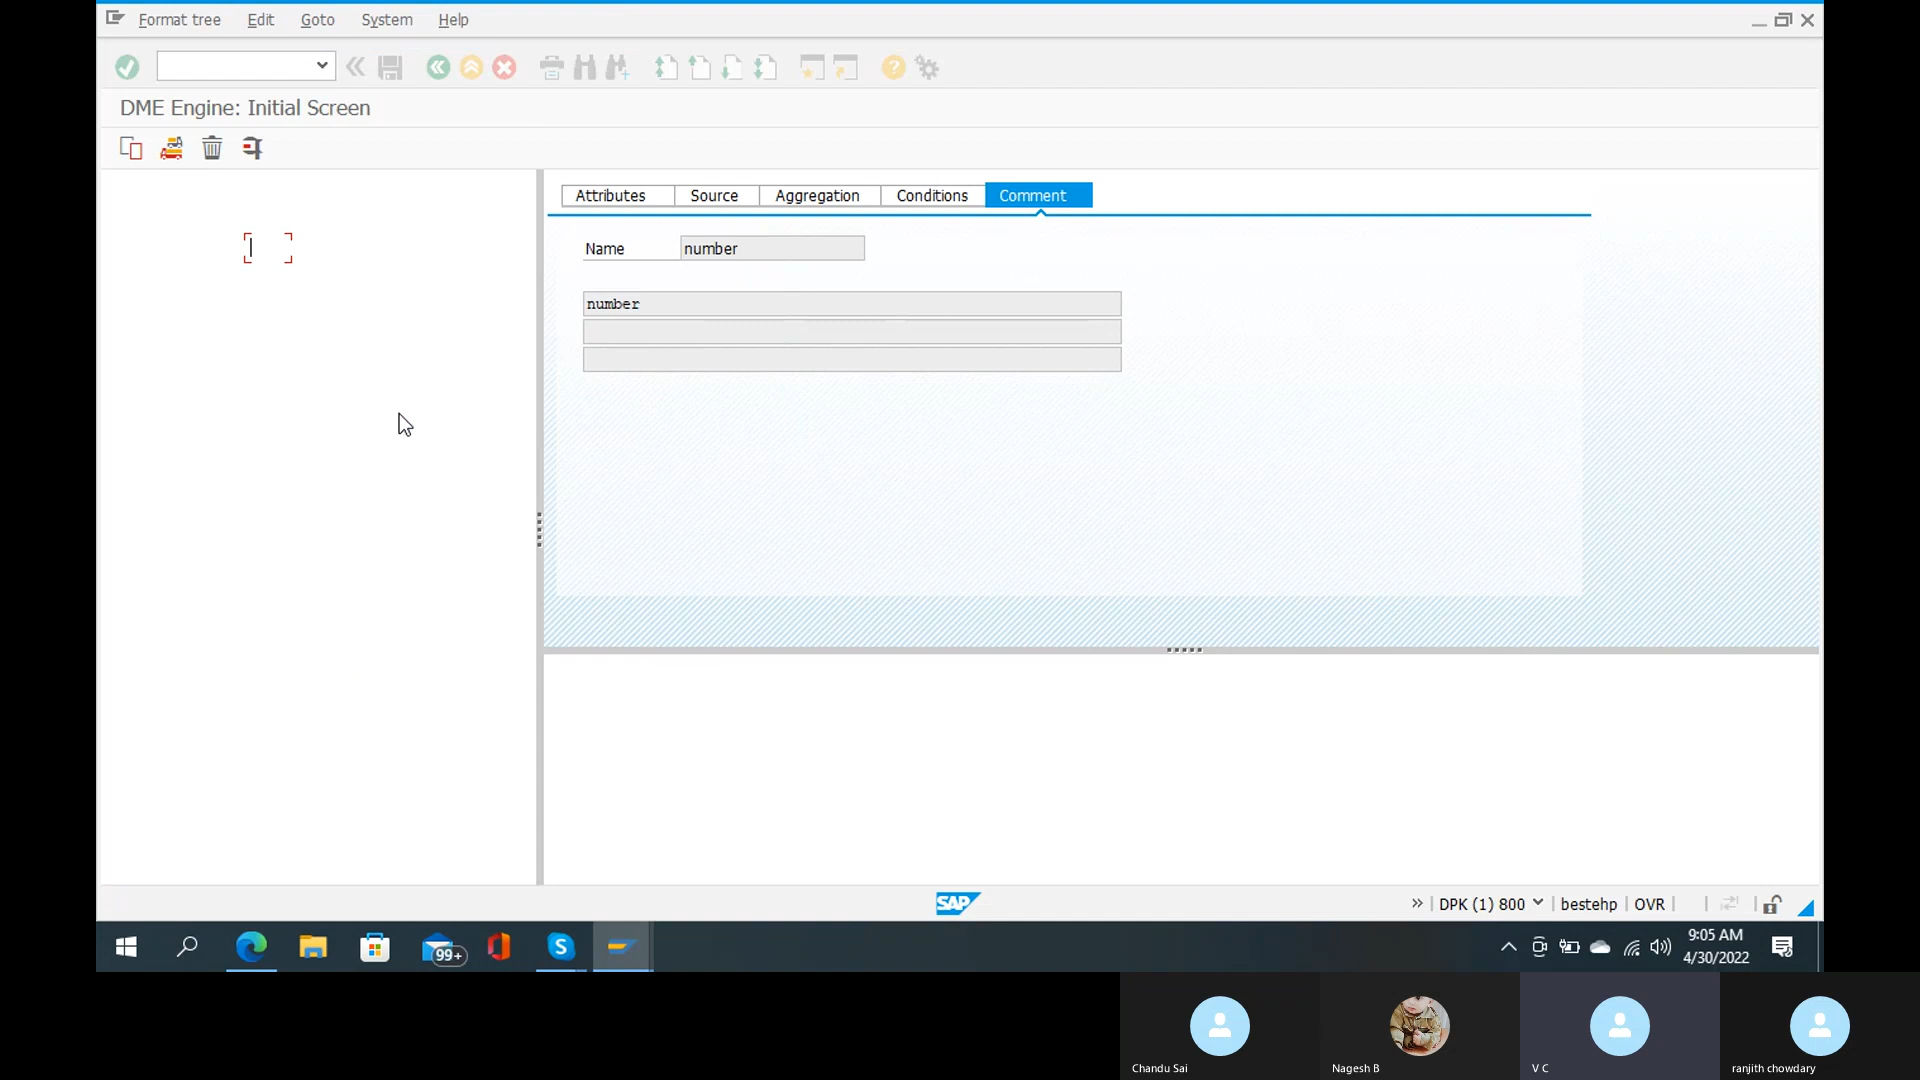 Format tree Edit Goto System Help
DME Engine: Initial Screen
Attributes Source Aggregation Conditions Comment
Name number
number
SAP DPK (1) 800 bestehp OVR
99+ 9:05 AM
4/30/2022
Chandu Sai Nagesh B V C ranjith chowdary